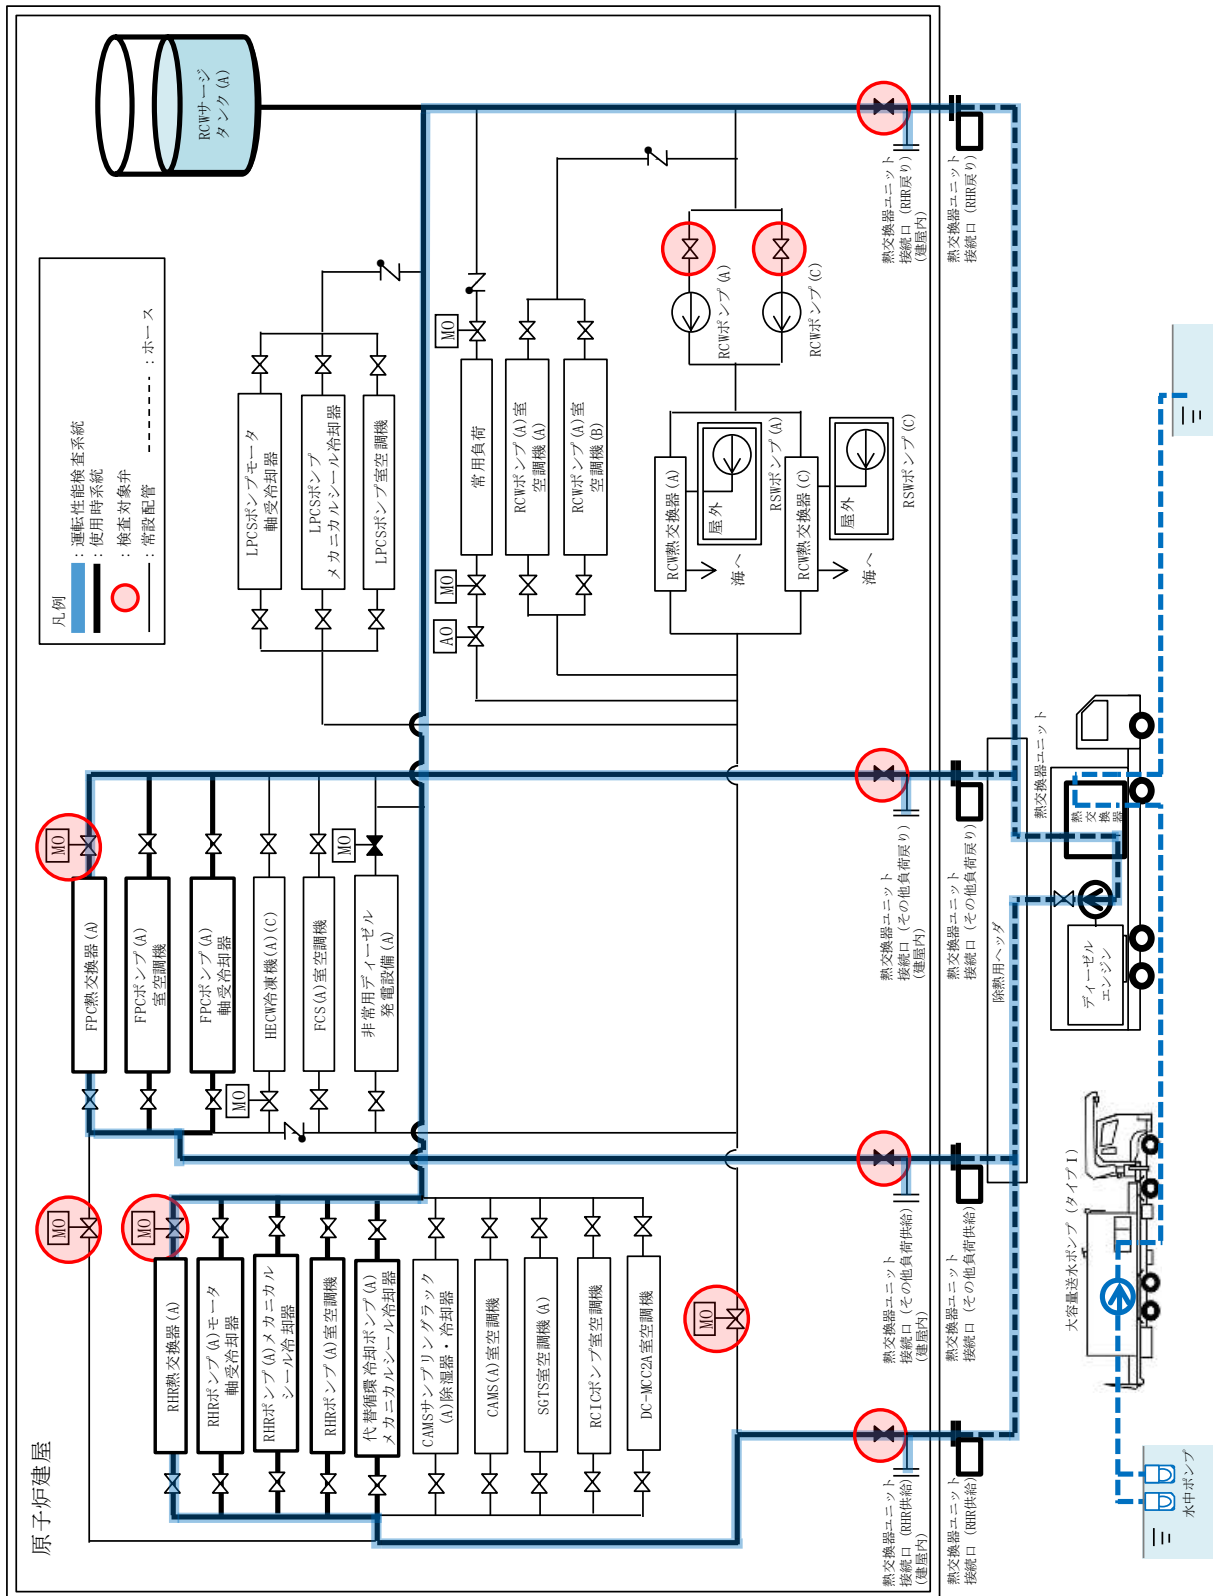 原子炉建屋
RCWサージ
タンク(A)
凡例
：運転性能検査系統
：使用時系統
：検査対象弁
：常設配管
：ホース
LPCSポンプモータ
軸受冷却器
LPCSポンプ
メカニカルシール冷却器
LPCSポンプ室空調機
MO
常用負荷
MO
AO
RCWポンプ(A)室
空調機(A)
RCWポンプ(A)室
空調機(B)
RCWポンプ(A)
RCWポンプ(C)
RCW熱交換器(A)
屋外
RSWポンプ(A)
海へ
RCW熱交換器(C)
屋外
RSWポンプ(C)
海へ
MO
FPC熱交換器(A)
FPCポンプ(A)
室空調機
FPCポンプ(A)
軸受冷却器
HECW冷凍機(A)(C)
MO
FCS(A)室空調機
MO
非常用ディーゼル
発電設備(A)
MO
MO
RHR熱交換器(A)
RHRポンプ(A)モータ
軸受冷却器
RHRポンプ(A)メカニカル
シール冷却器
RHRポンプ(A)室空調機
代替循環冷却ポンプ(A)
メカニカルシール冷却器
CAMSサンプリングラック
(A)除湿器・冷却器
CAMS(A)室空調機
SGTS室空調機(A)
RCICポンプ室空調機
DC-MCC2A室空調機
MO
熱交換器ユニット
接続口（RHR戻り）
（建屋内）
熱交換器ユニット
接続口（RHR戻り）
熱交換器ユニット
接続口（その他負荷戻り）
（建屋内）
熱交換器ユニット
接続口（その他負荷戻り）
熱交換器ユニット
接続口（その他負荷供給）
（建屋内）
熱交換器ユニット
接続口（その他負荷供給）
熱交換器ユニット
接続口（RHR供給）
（建屋内）
熱交換器ユニット
接続口（RHR供給）
除熱用ヘッダ
熱交換器ユニット
熱交換器
ディーゼル
エンジン
大容量送水ポンプ（タイプⅠ）
水中ポンプ